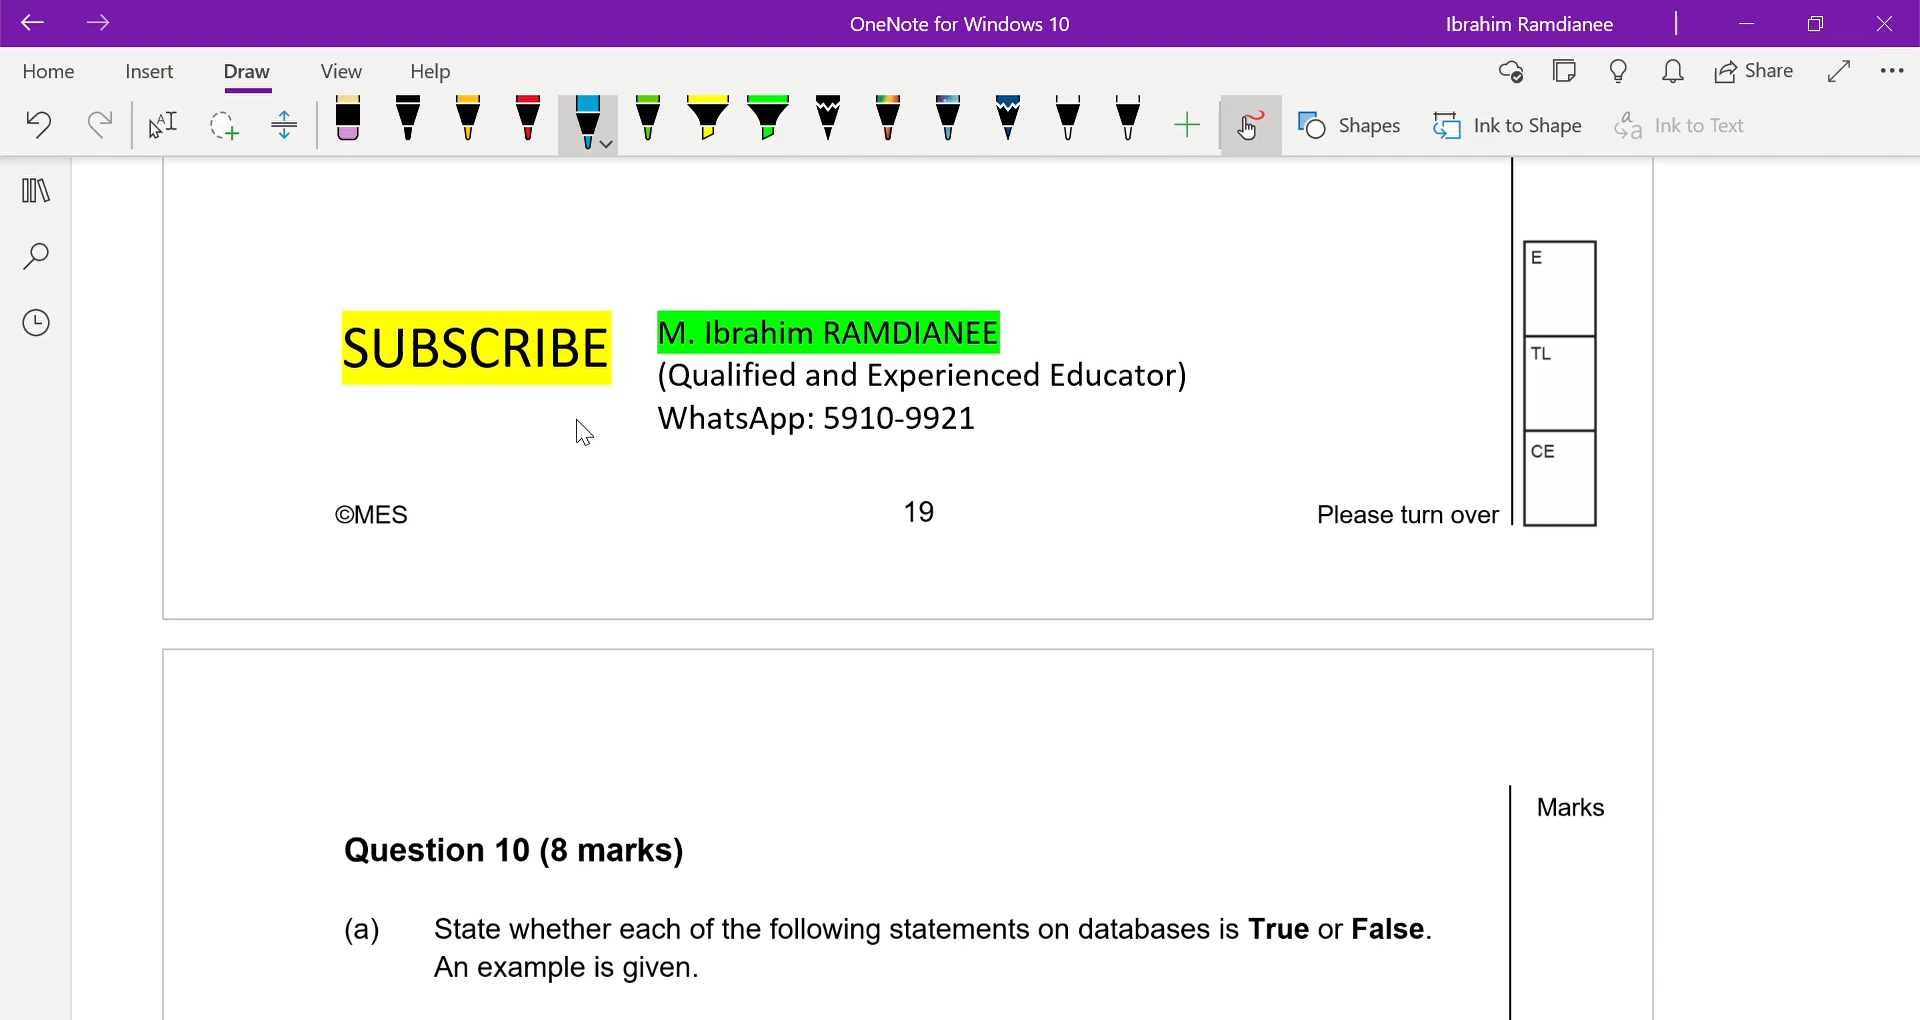 OneNote for Windows 10
Ibrahim Ramdianee
Home Insert Draw View Help
Share
Shapes
Ink to Shape
Ink to Text
E
SUBSCRIBE
M. Ibrahim RAMDIANEE
(Qualified and Experienced Educator)
WhatsApp: 5910-9921
TL
CE
©MES
19
Please turn over
Marks
Question 10 (8 marks)
(a) State whether each of the following statements on databases is True or False.
An example is given.